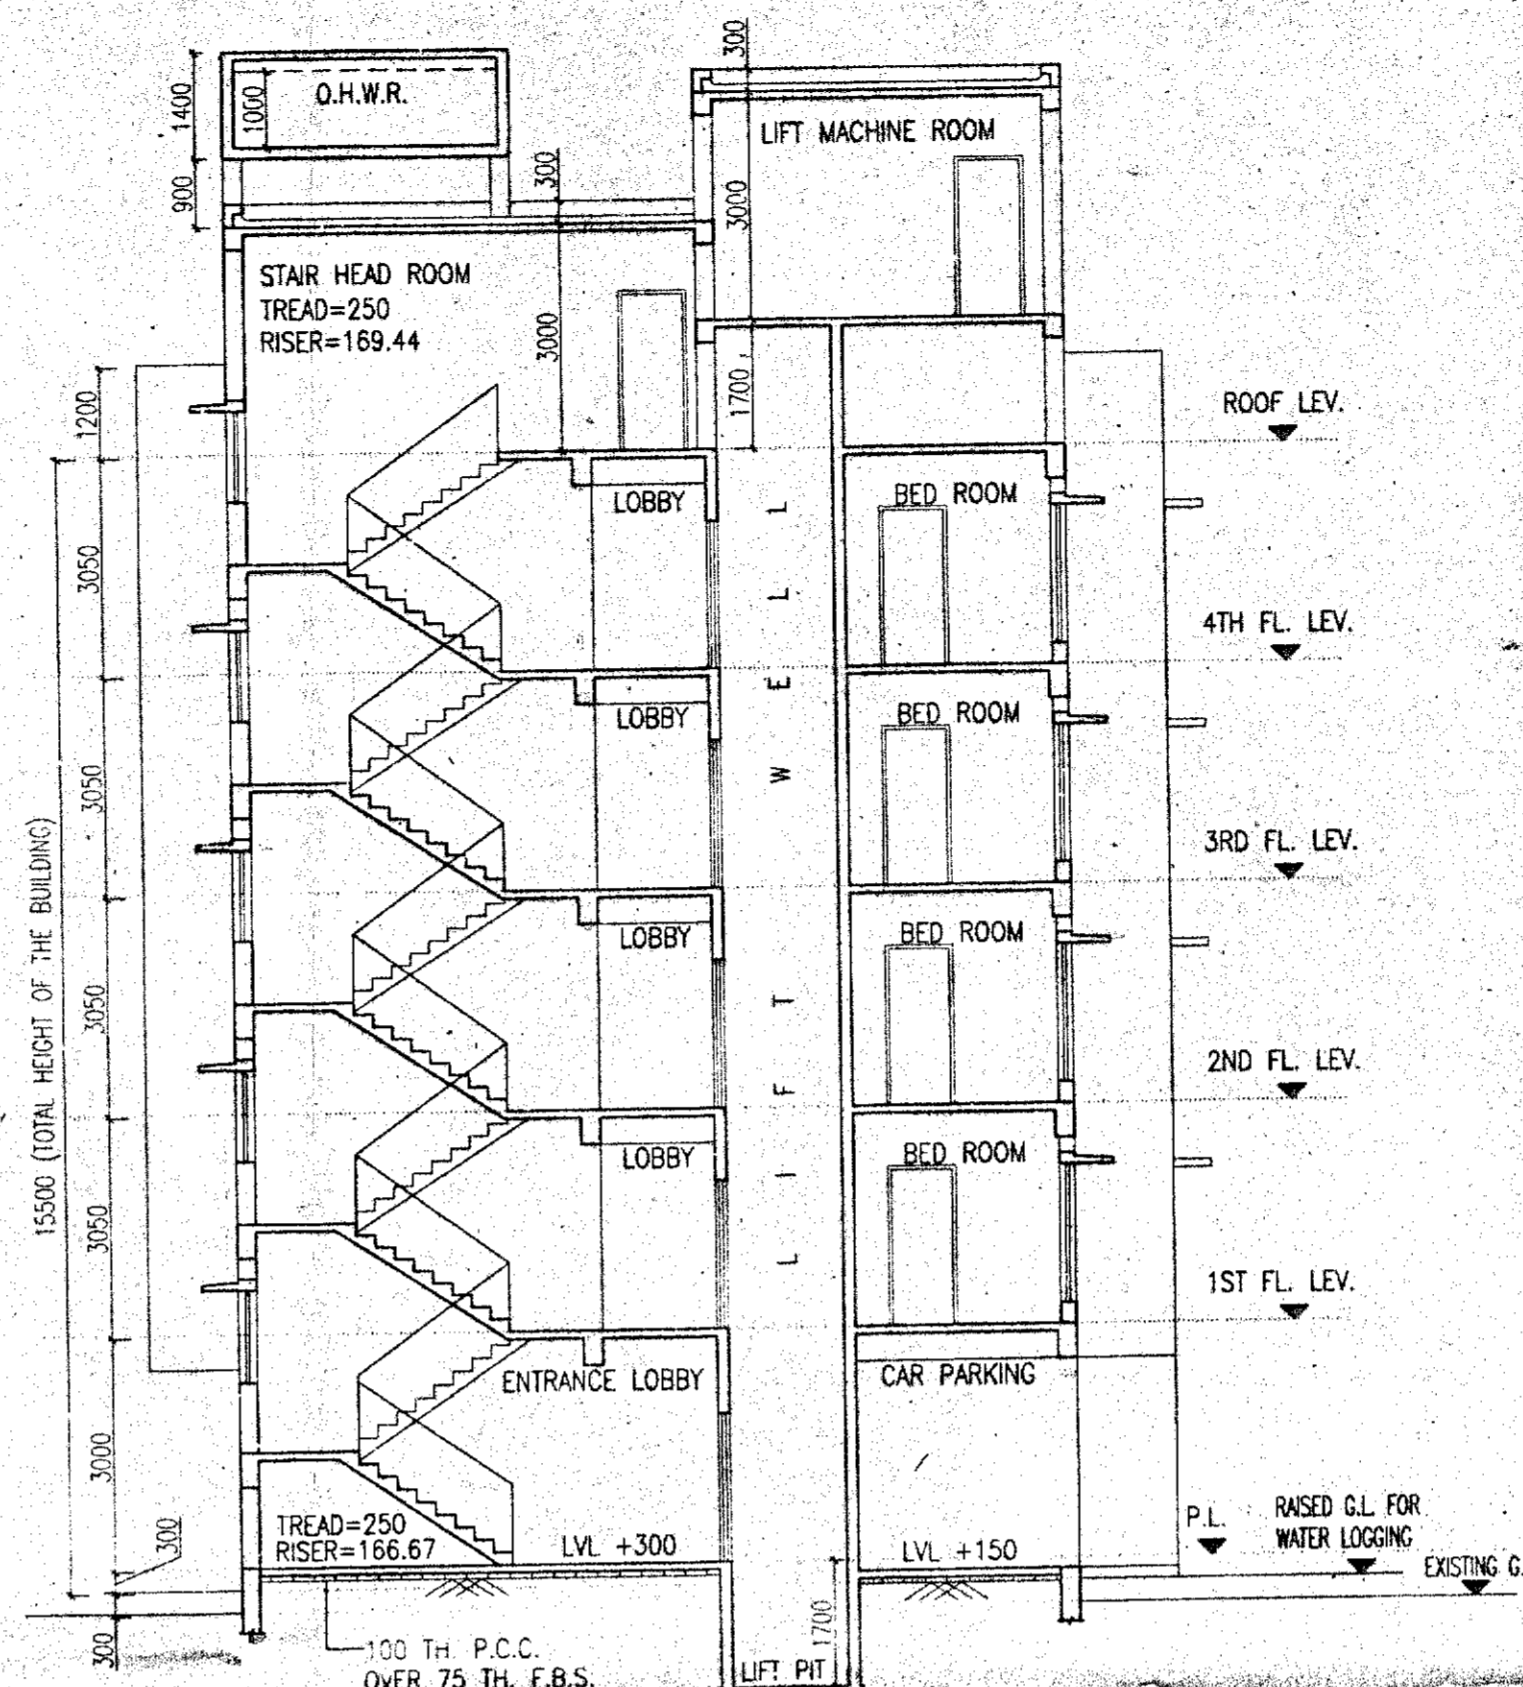 300
O.H.W.R.
1400
1000
LIFT MACHINE ROOM
300
900
3000
STAIR HEAD ROOM
TREAD=250
RISER=169.44
3000
1700
1200
ROOF LEV.
LOBBY
BED ROOM
3050
4TH FL. LEV.
LOBBY
BED ROOM
3050
3RD FL. LEV.
LOBBY
BED ROOM
3050
2ND FL. LEV.
LOBBY
BED ROOM
3050
1ST FL. LEV.
LIFT WELL
15500 (TOTAL HEIGHT OF THE BUILDING)
ENTRANCE LOBBY
CAR PARKING
3000
300
TREAD=250
RISER=166.67
LVL +300
LVL +150
P.L.
RAISED G.L. FOR
WATER LOGGING
EXISTING G.
1700
300
100 TH. P.C.C.
OVER 75 TH. F.B.S.
LIFT PIT